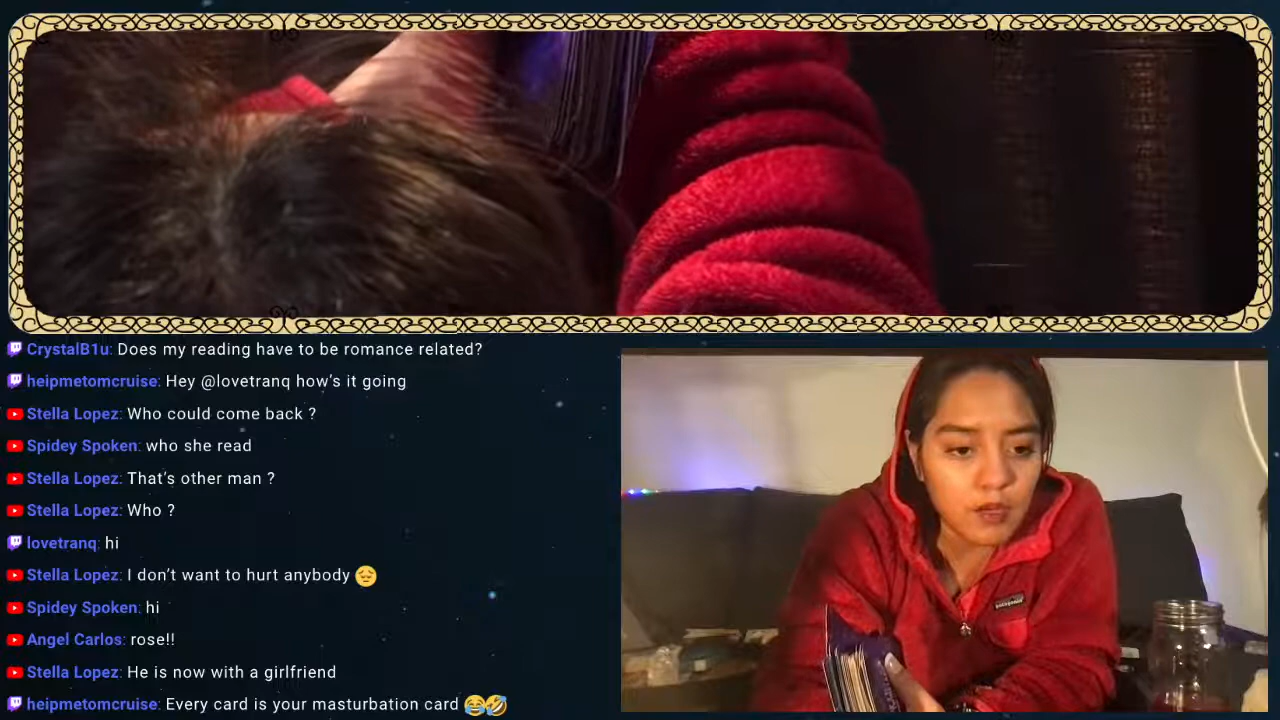 CrystalB1u: Does my reading have to be romance related?
heipmetomcruise: Hey @lovetranq how's it going
Stella Lopez: Who could come back ?
Spidey Spoken: who she read
Stella Lopez: That's other man ?
Stella Lopez: Who ?
lovetranq: hi
Stella Lopez: I don't want to hurt anybody 😔
Spidey Spoken: hi
Angel Carlos: rose!!
Stella Lopez: He is now with a girlfriend
heipmetomcruise: Every card is your masturbation card 😂🤣
patagonia